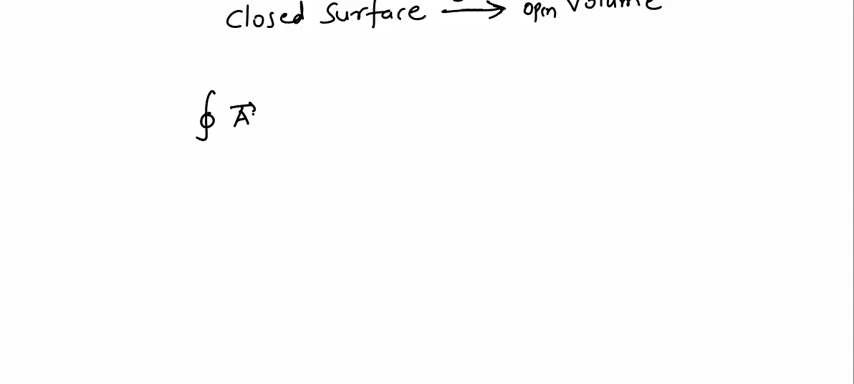 closed surface ⟶ open volume
∮ A⃗